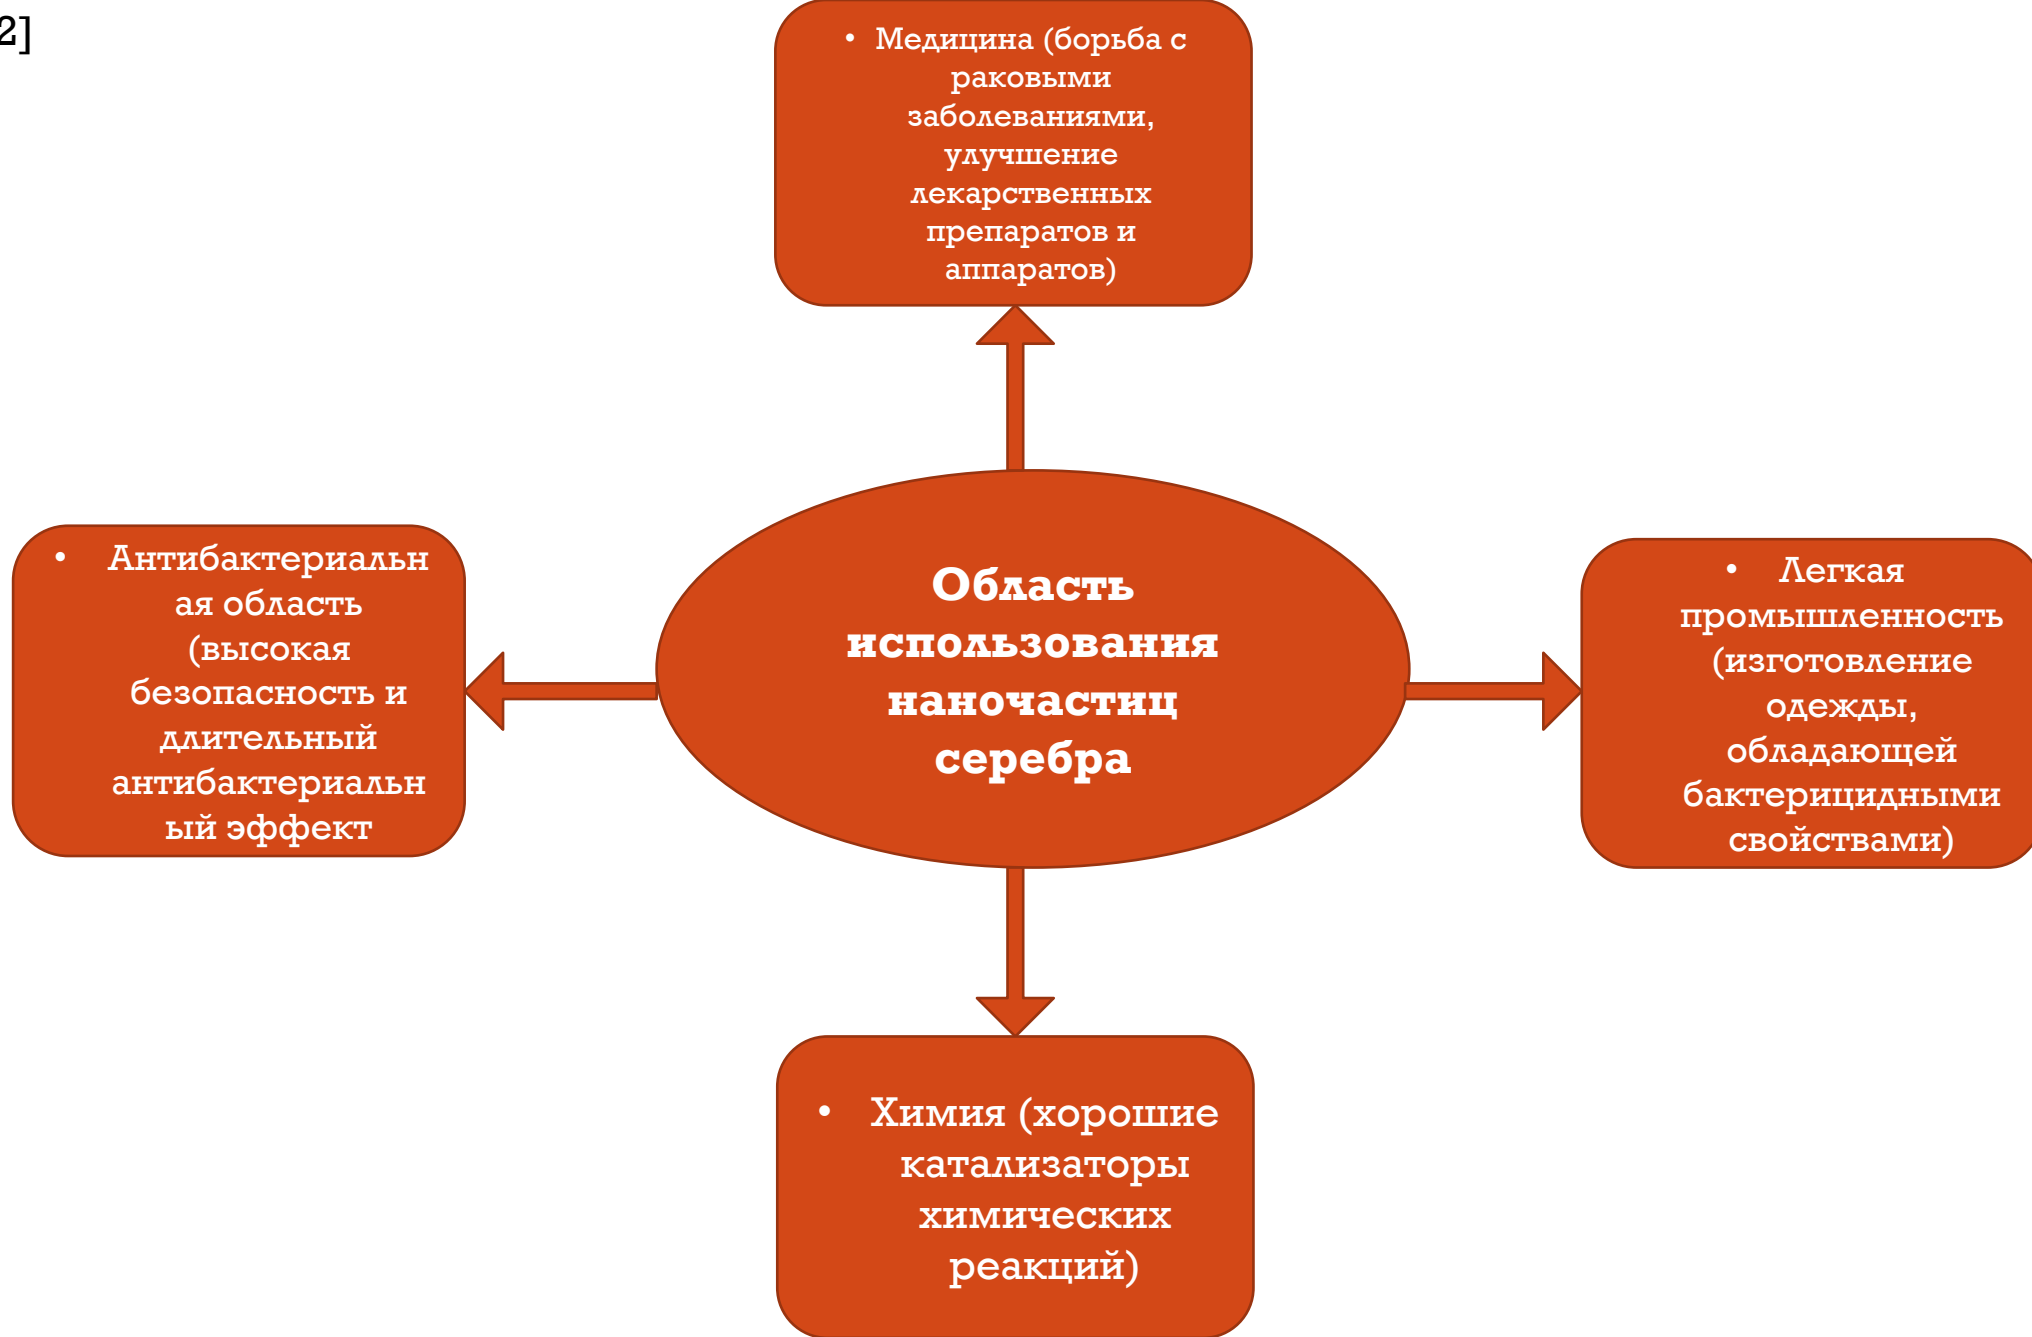 2]
• Медицина (борьба с
раковыми
заболеваниями,
улучшение
лекарственных
препаратов и
аппаратов)
• Антибактериальн
ая область
(высокая
безопасность и
длительный
антибактериальн
ый эффект
Область
использования
наночастиц
серебра
• Легкая
промышленность
(изготовление
одежды,
обладающей
бактерицидными
свойствами)
• Химия (хорошие
катализаторы
химических
реакций)